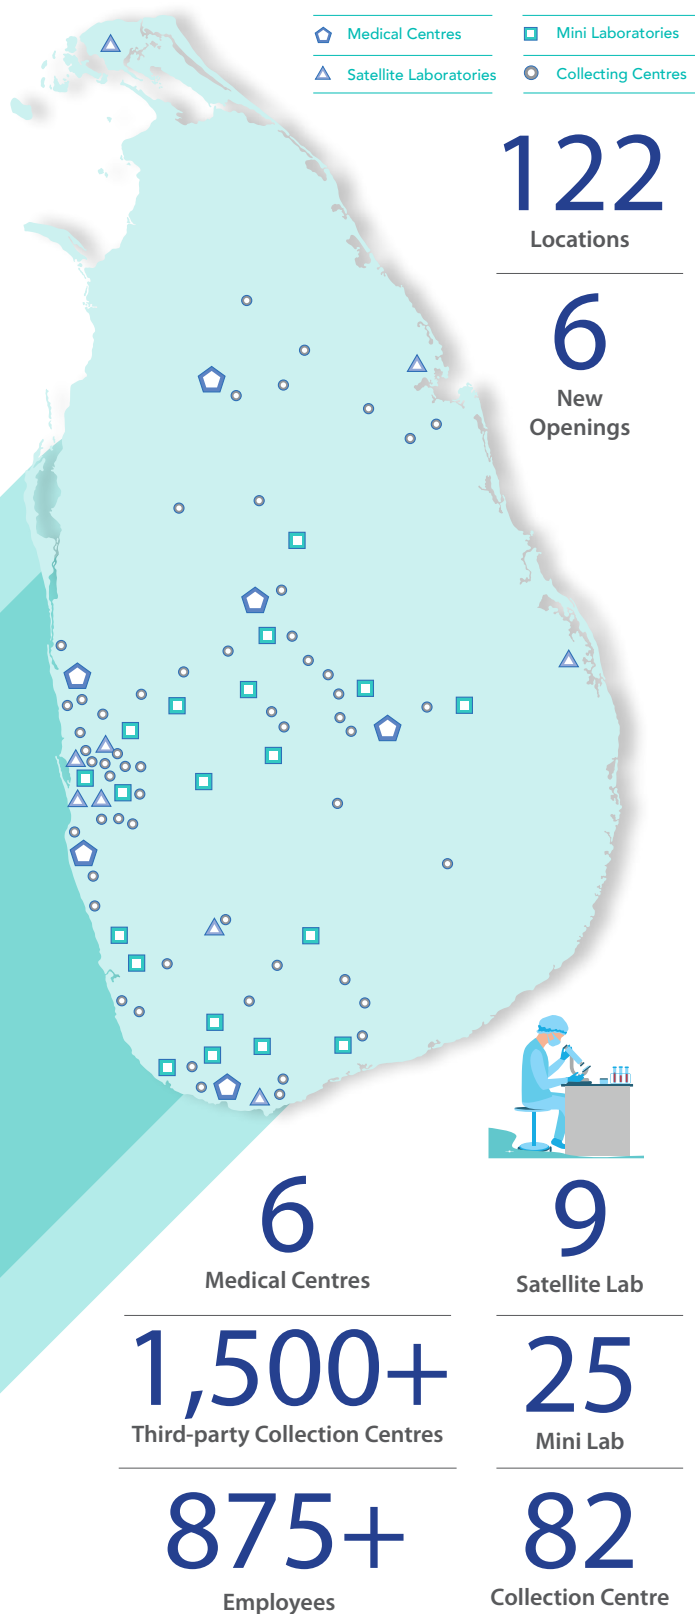 Medical Centres
Mini Laboratories
Satellite Laboratories
Collecting Centres
122
Locations
6
New
Openings
6
Medical Centres
9
Satellite Lab
1,500+
Third-party Collection Centres
25
Mini Lab
875+
Employees
82
Collection Centre